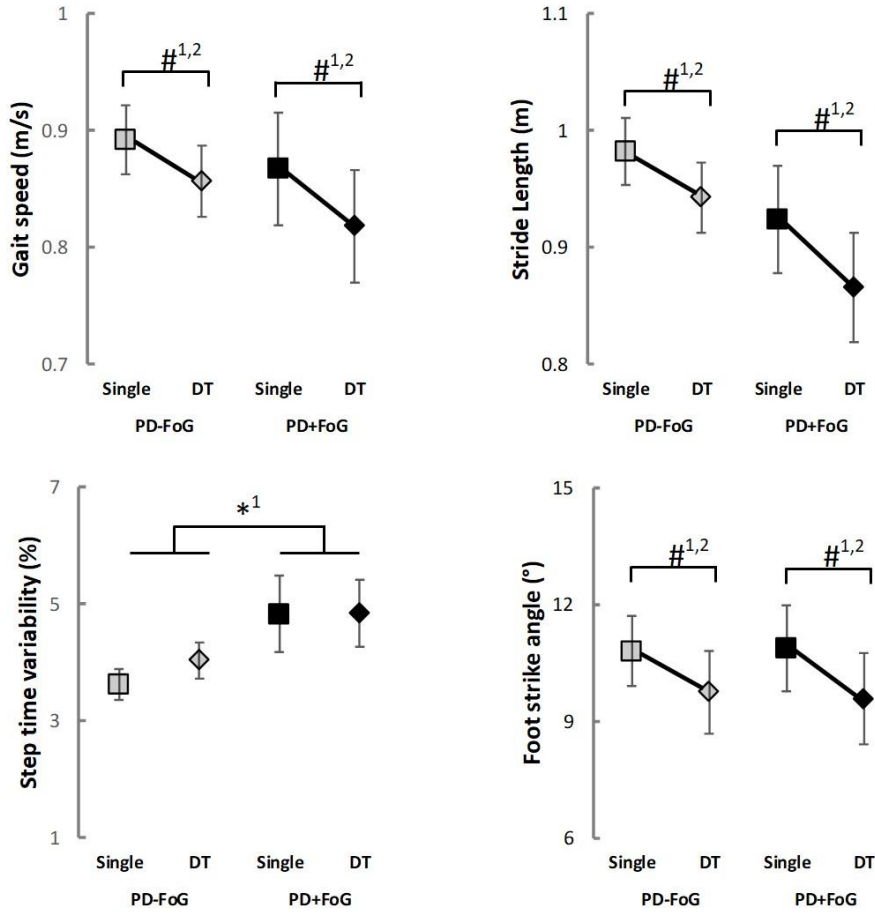 Gait speed (m/s)
1
0.9
0.8
0.7
#1,2
#1,2
Single DT Single DT
PD-FoG PD+FoG
Stride Length (m)
1.1
1
0.9
0.8
#1,2
#1,2
Single DT Single DT
PD-FoG PD+FoG
Step time variability (%)
7
5
3
1
*1
Single DT Single DT
PD-FoG PD+FoG
Foot strike angle (°)
15
12
9
6
#1,2
#1,2
Single DT Single DT
PD-FoG PD+FoG